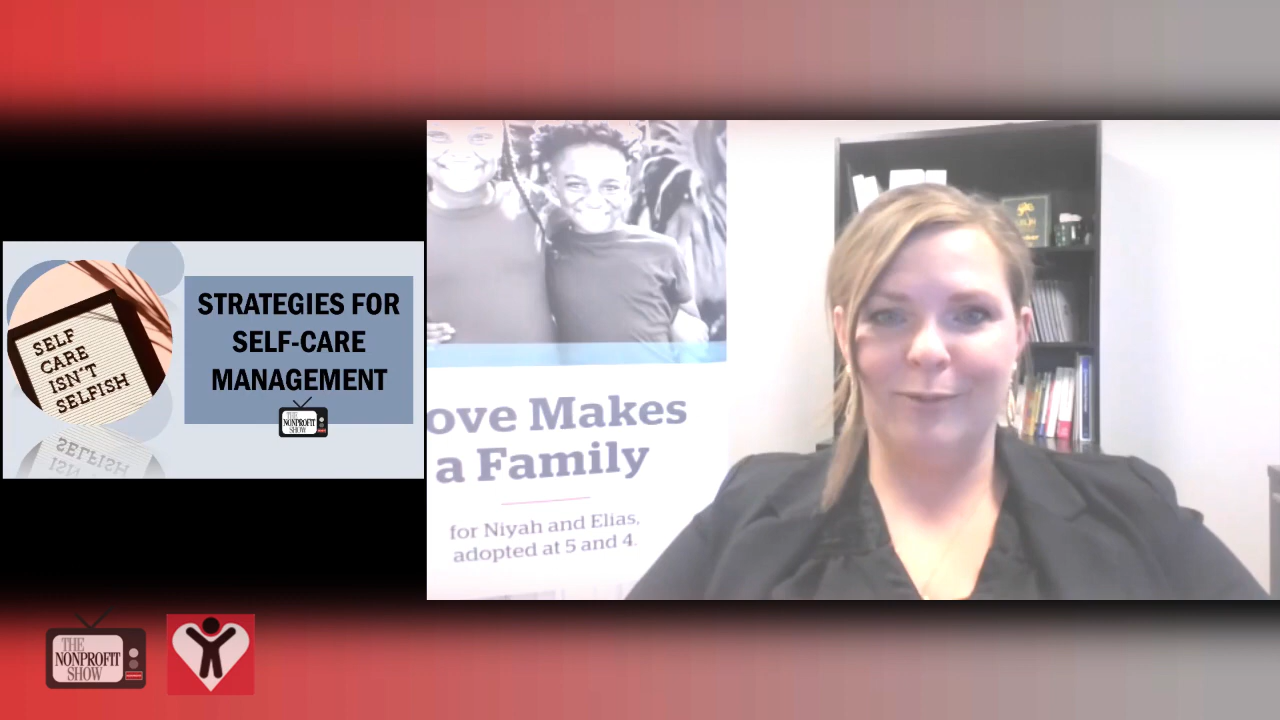 STRATEGIES FOR
SELF-CARE
MANAGEMENT
SELF
CARE
ISN'T
SELFISH
THE
NONPROFIT
SHOW
ove Makes
a Family
for Niyah and Elias,
adopted at 5 and 4.
THE
NONPROFIT
SHOW